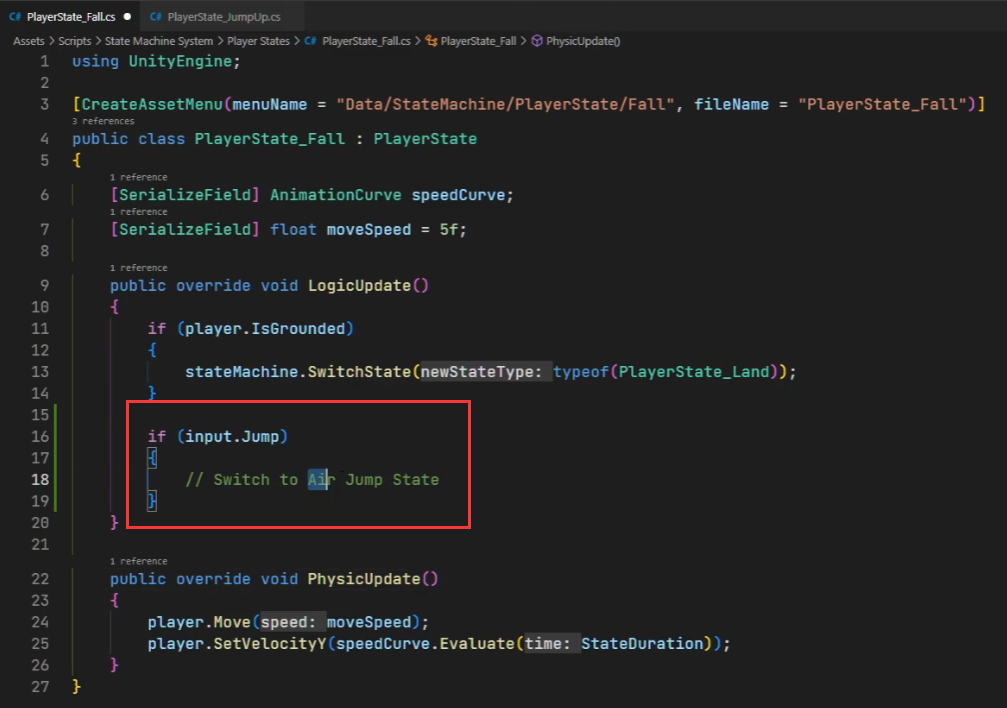 C# PlayerState_Fall.cs ● C# PlayerState_JumpUp.cs
Assets > Scripts > State Machine System > Player States > C# PlayerState_Fall.cs > PlayerState_Fall > PhysicUpdate()
1 using UnityEngine;
2
3 [CreateAssetMenu(menuName = "Data/StateMachine/PlayerState/Fall", fileName = "PlayerState_Fall")]
3 references
4 public class PlayerState_Fall : PlayerState
5 {
1 reference
6 [SerializeField] AnimationCurve speedCurve;
1 reference
7 [SerializeField] float moveSpeed = 5f;
8
1 reference
9 public override void LogicUpdate()
10 {
11 if (player.IsGrounded)
12 {
13 stateMachine.SwitchState(newStateType: typeof(PlayerState_Land));
14 }
15
16 if (input.Jump)
17 {
18 // Switch to Air Jump State
19 }
20 }
21
1 reference
22 public override void PhysicUpdate()
23 {
24 player.Move(speed: moveSpeed);
25 player.SetVelocityY(speedCurve.Evaluate(time: StateDuration));
26 }
27 }